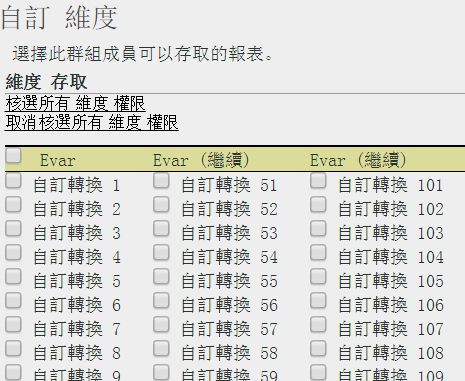 自訂 維度
選擇此群組成員可以存取的報表。
維度 存取
核選所有 維度 權限
取消核選所有 維度 權限
Evar Evar (繼續) Evar (繼續)
自訂轉換 1 自訂轉換 51 自訂轉換 101
自訂轉換 2 自訂轉換 52 自訂轉換 102
自訂轉換 3 自訂轉換 53 自訂轉換 103
自訂轉換 4 自訂轉換 54 自訂轉換 104
自訂轉換 5 自訂轉換 55 自訂轉換 105
自訂轉換 6 自訂轉換 56 自訂轉換 106
自訂轉換 7 自訂轉換 57 自訂轉換 107
自訂轉換 8 自訂轉換 58 自訂轉換 108
自訂轉換 9 自訂轉換 59 自訂轉換 109